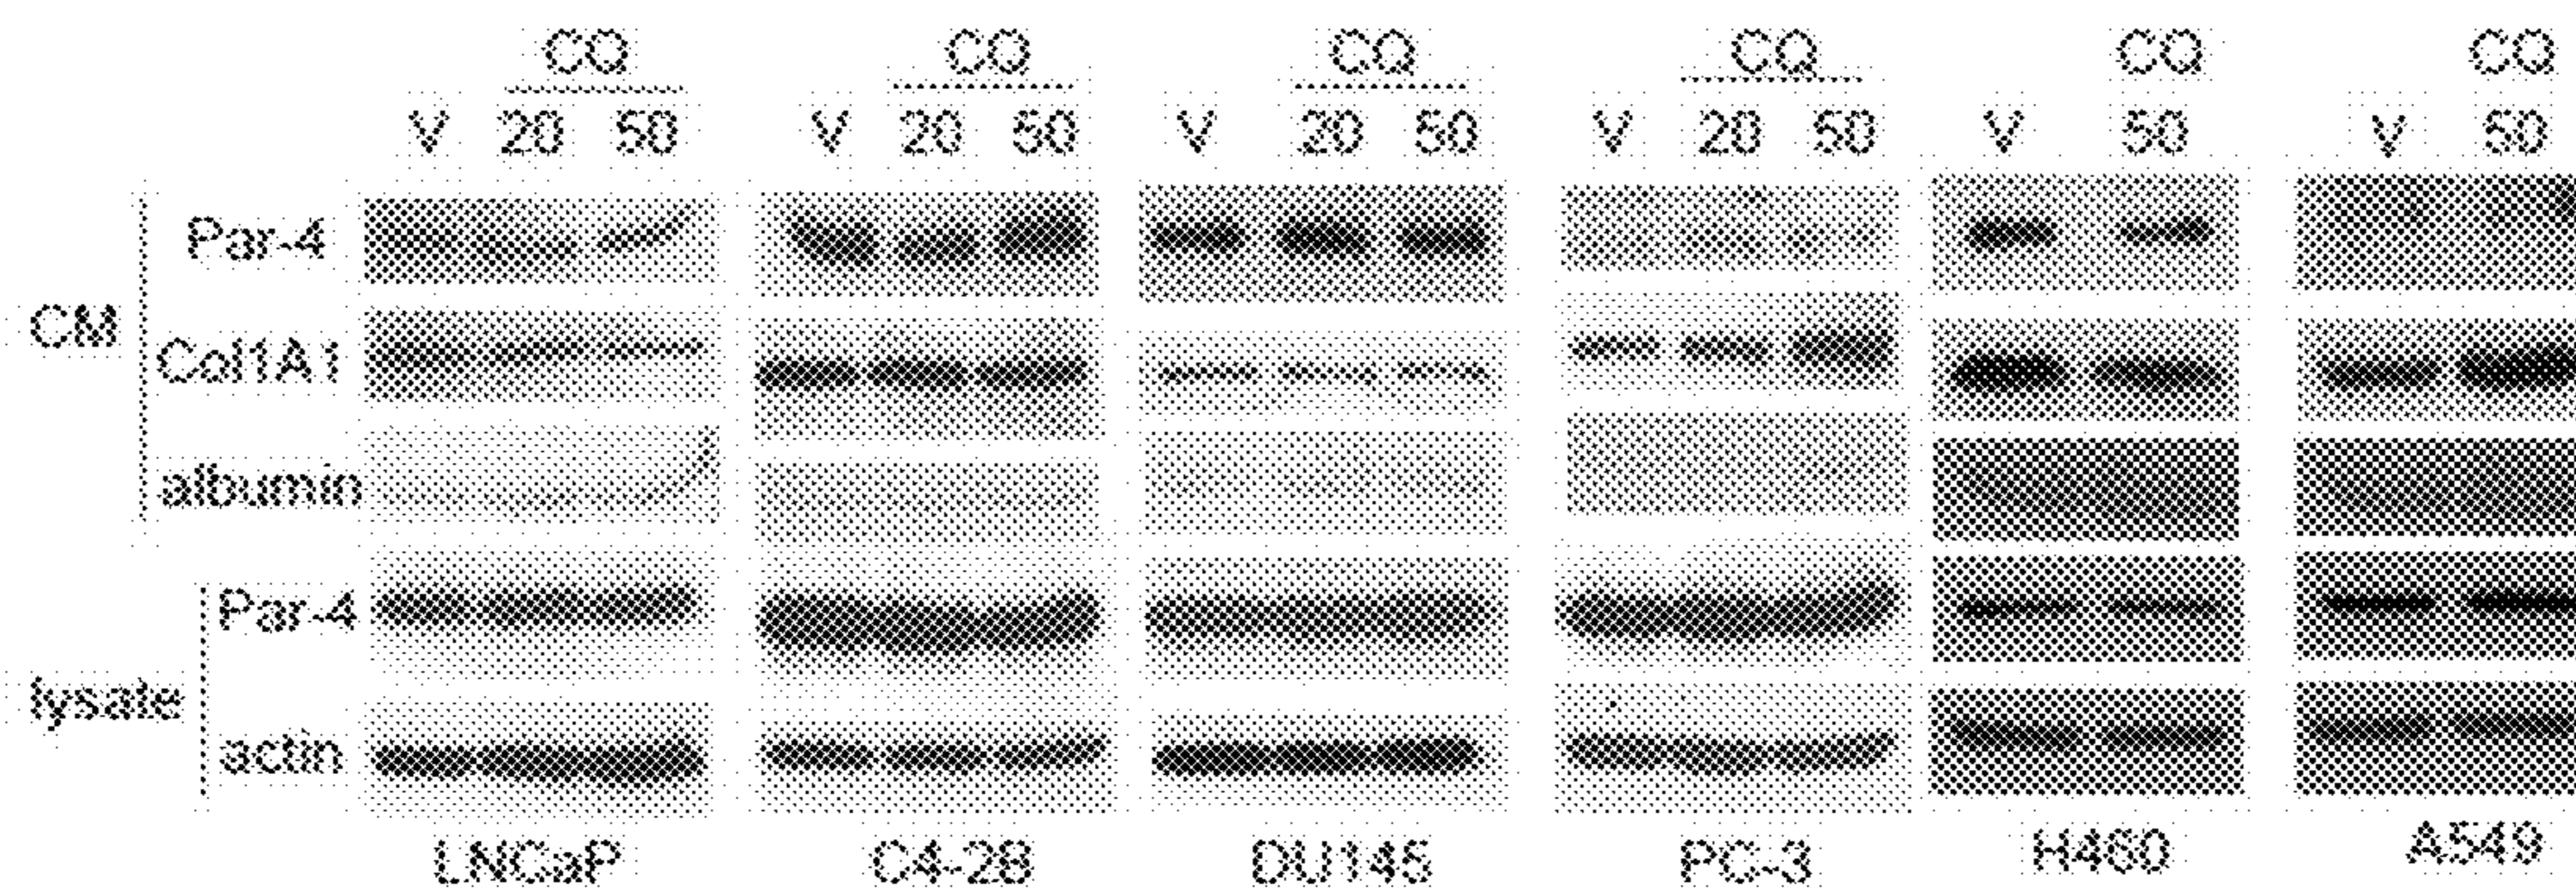 CQ CQ CQ CQ CQ CQ
V 20 50 V 20 50 V 20 50 V 20 50 V 50 V 50
Par-4
CM
Col1A1
albumin
Par-4
lysate
actin
LNCaP C4-2B DU145 PC-3 H460 A549